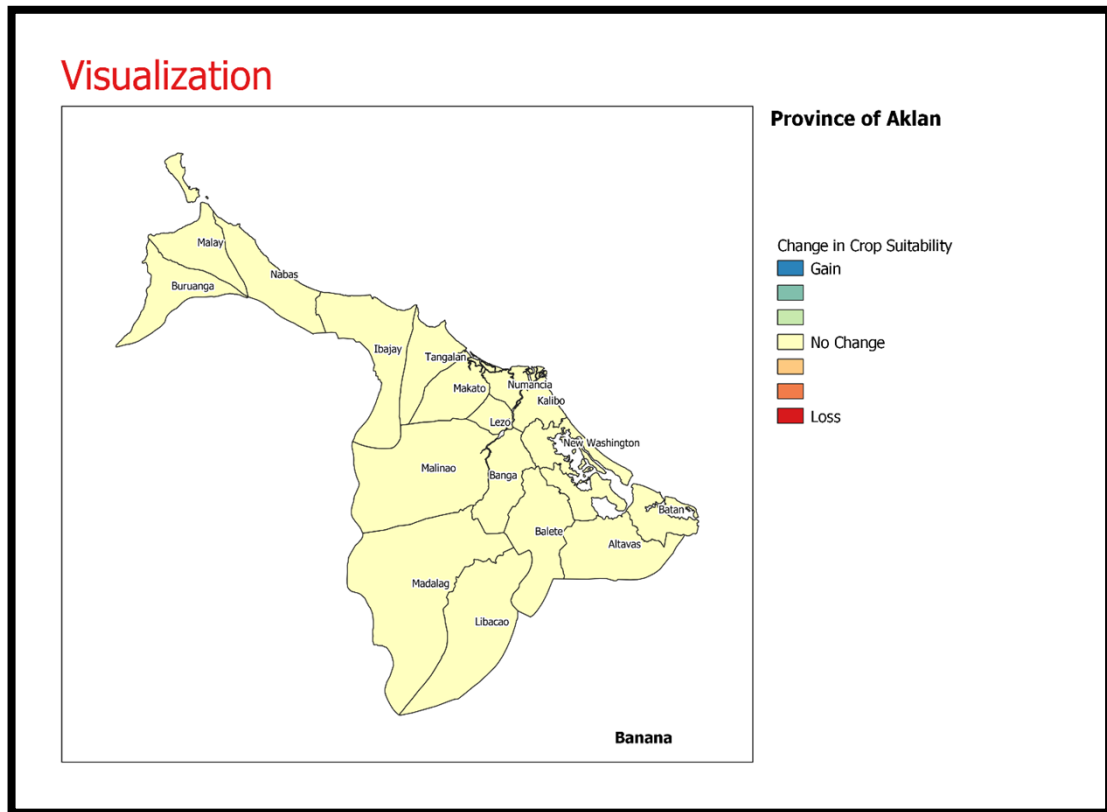 Visualization
Province of Aklan
Malay
Nabas
Buruanga
Ibajay
Tangalan
Makato
Numancia
Kalibo
Lezo
New Washington
Malinao
Banga
Batan
Balete
Altavas
Madalag
Libacao
Banana
Change in Crop Suitability
Gain
No Change
Loss